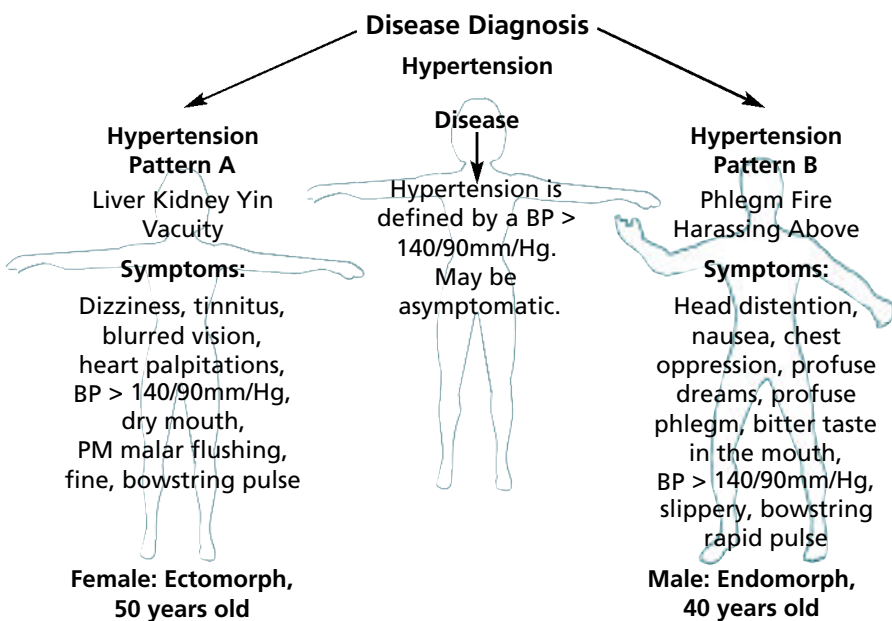 Disease Diagnosis
Hypertension
Hypertension
Pattern A
Liver Kidney Yin
Vacuity
Symptoms:
Dizziness, tinnitus,
blurred vision,
heart palpitations,
BP > 140/90mm/Hg,
dry mouth,
PM malar flushing,
fine, bowstring pulse
Female: Ectomorph,
50 years old
Disease
Hypertension is
defined by a BP >
140/90mm/Hg.
May be
asymptomatic.
Hypertension
Pattern B
Phlegm Fire
Harassing Above
Symptoms:
Head distention,
nausea, chest
oppression, profuse
dreams, profuse
phlegm, bitter taste
in the mouth,
BP > 140/90mm/Hg,
slippery, bowstring
rapid pulse
Male: Endomorph,
40 years old